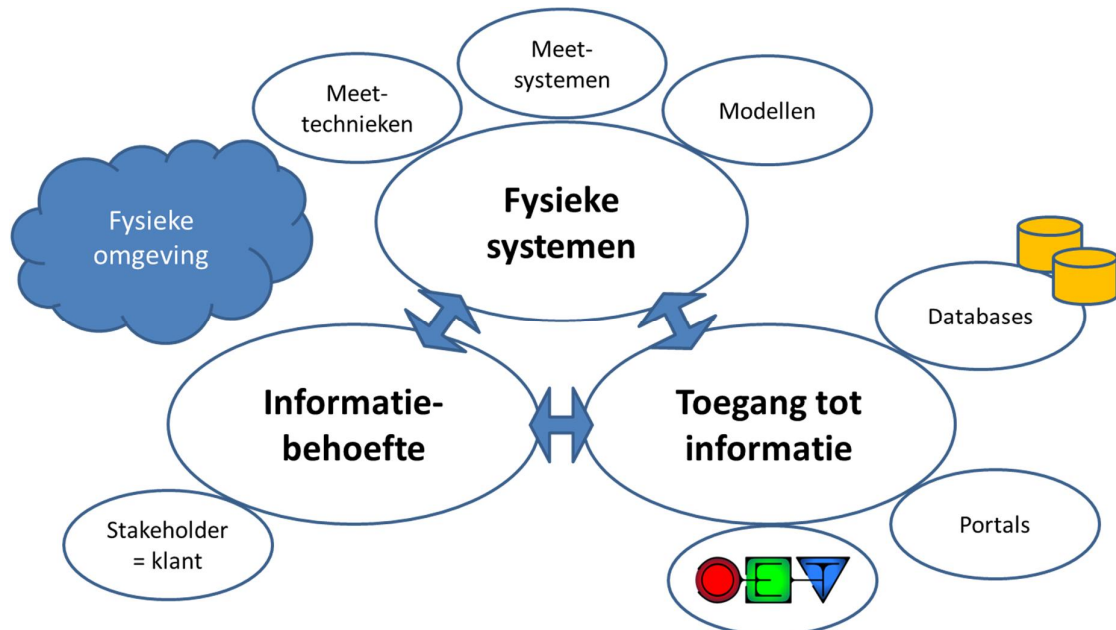 Meet-
systemen
Meet-
technieken
Modellen
Fysieke
systemen
Fysieke
omgeving
Databases
Informatie-
behoefte
Toegang tot
informatie
Stakeholder
= klant
Portals